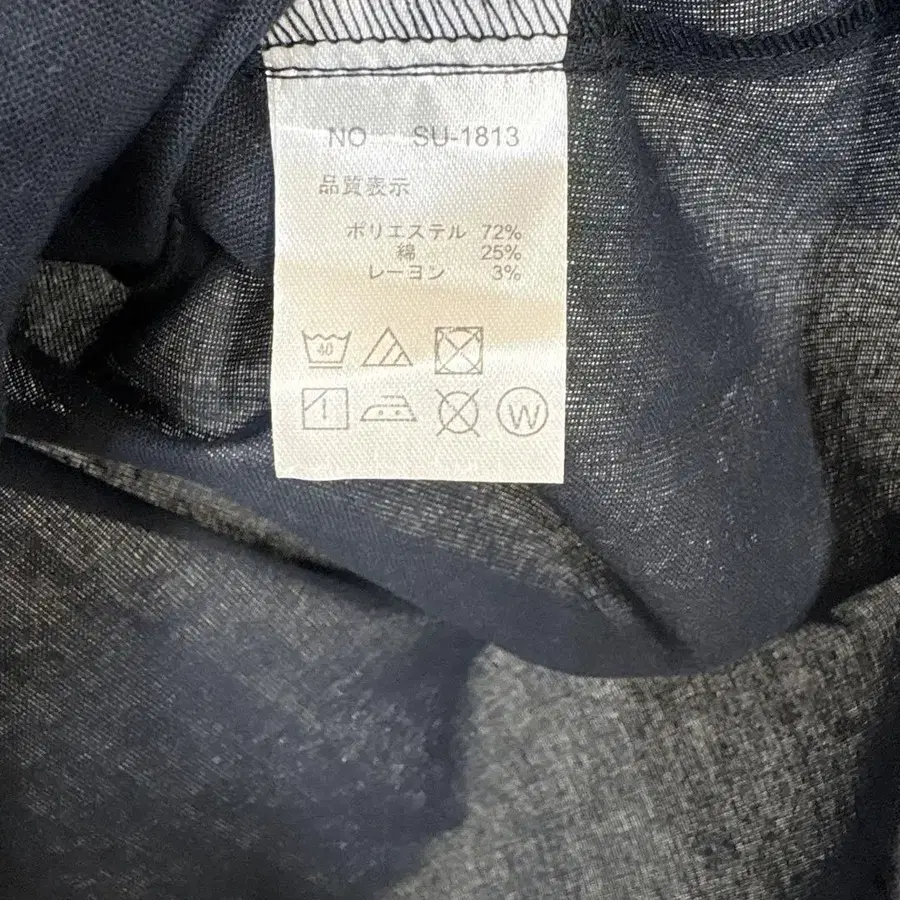 NO SU-1813
品質表示
ポリエステル 72%
綿 25%
レーヨン 3%
40
W